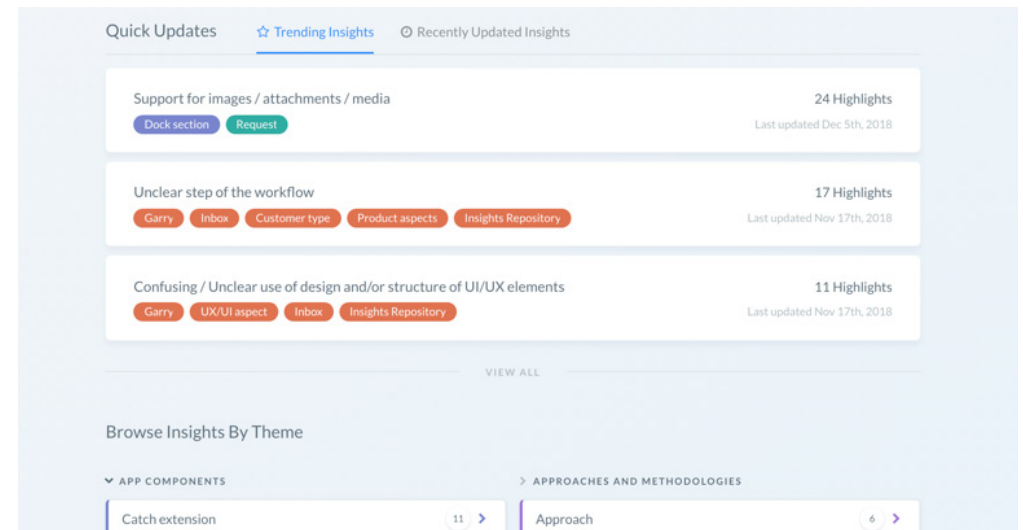 Quick Updates Trending Insights Recently Updated Insights
Support for images / attachments / media 24 Highlights
Dock section Request Last updated Dec 5th, 2018
Unclear step of the workflow 17 Highlights
Garry Inbox Customer type Product aspects Insights Repository Last updated Nov 17th, 2018
Confusing / Unclear use of design and/or structure of UI/UX elements 11 Highlights
Garry UX/UI aspect Inbox Insights Repository Last updated Nov 17th, 2018
VIEW ALL
Browse Insights By Theme
APP COMPONENTS APPROACHES AND METHODOLOGIES
Catch extension 11 Approach 6